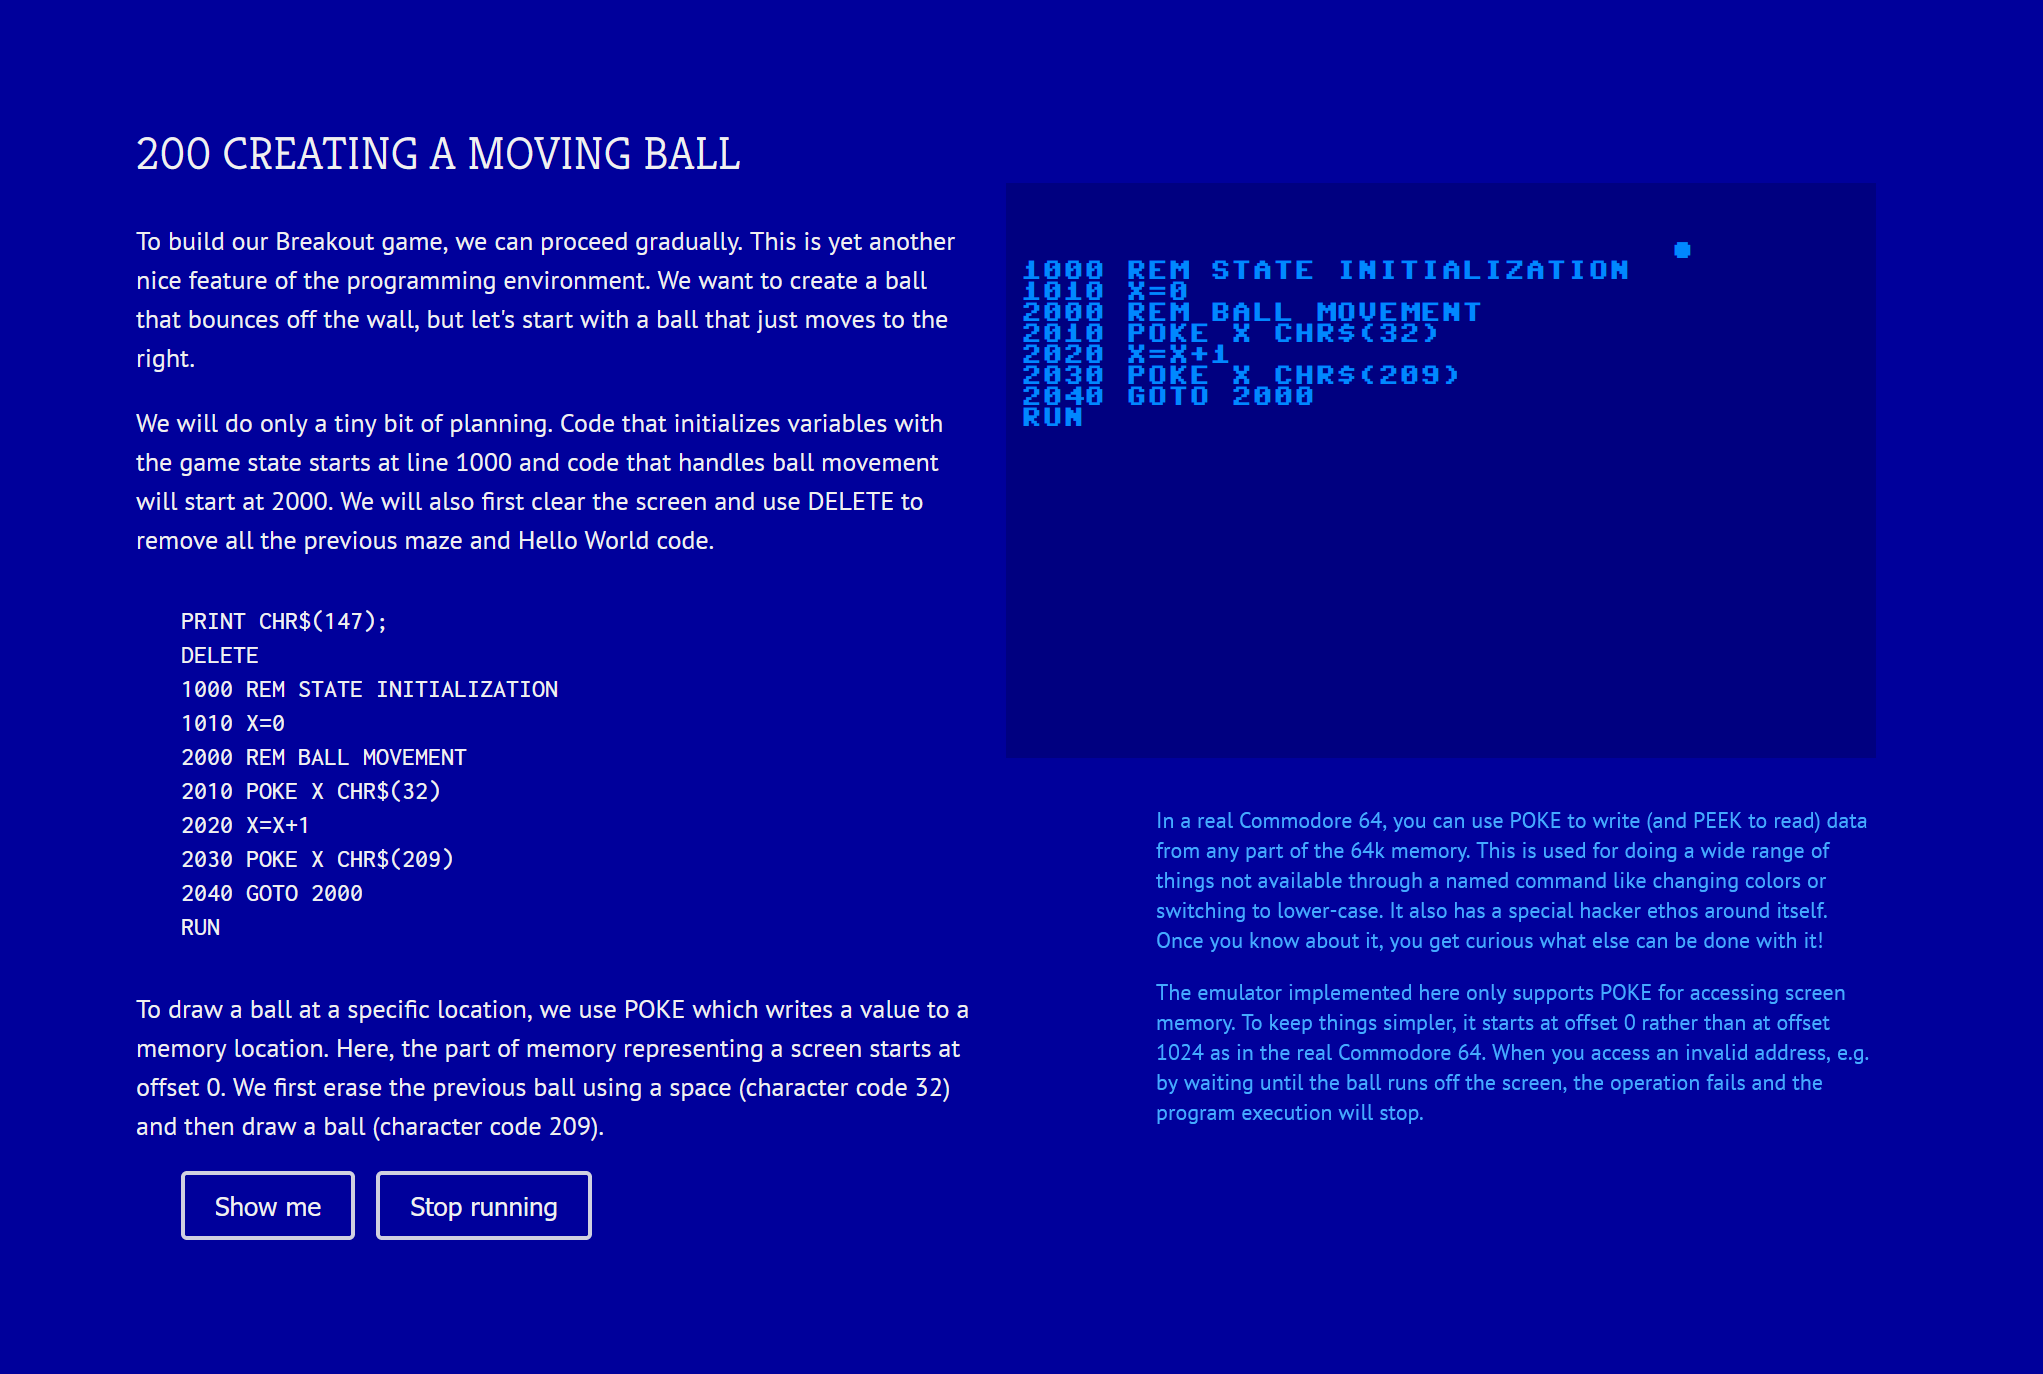 200 CREATING A MOVING BALL
To build our Breakout game, we can proceed gradually. This is yet another
nice feature of the programming environment. We want to create a ball
that bounces off the wall, but let's start with a ball that just moves to the
right.
We will do only a tiny bit of planning. Code that initializes variables with
the game state starts at line 1000 and code that handles ball movement
will start at 2000. We will also first clear the screen and use DELETE to
remove all the previous maze and Hello World code.
PRINT CHR$(147);
DELETE
1000 REM STATE INITIALIZATION
1010 X=0
2000 REM BALL MOVEMENT
2010 POKE X CHR$(32)
2020 X=X+1
2030 POKE X CHR$(209)
2040 GOTO 2000
RUN
To draw a ball at a specific location, we use POKE which writes a value to a
memory location. Here, the part of memory representing a screen starts at
offset 0. We first erase the previous ball using a space (character code 32)
and then draw a ball (character code 209).
Show me
Stop running
1000 REM STATE INITIALIZATION
1010 X=0
2000 REM BALL MOVEMENT
2010 POKE X CHR$(32)
2020 X=X+1
2030 POKE X CHR$(209)
2040 GOTO 2000
RUN
In a real Commodore 64, you can use POKE to write (and PEEK to read) data
from any part of the 64k memory. This is used for doing a wide range of
things not available through a named command like changing colors or
switching to lower-case. It also has a special hacker ethos around itself.
Once you know about it, you get curious what else can be done with it!
The emulator implemented here only supports POKE for accessing screen
memory. To keep things simpler, it starts at offset 0 rather than at offset
1024 as in the real Commodore 64. When you access an invalid address, e.g.
by waiting until the ball runs off the screen, the operation fails and the
program execution will stop.